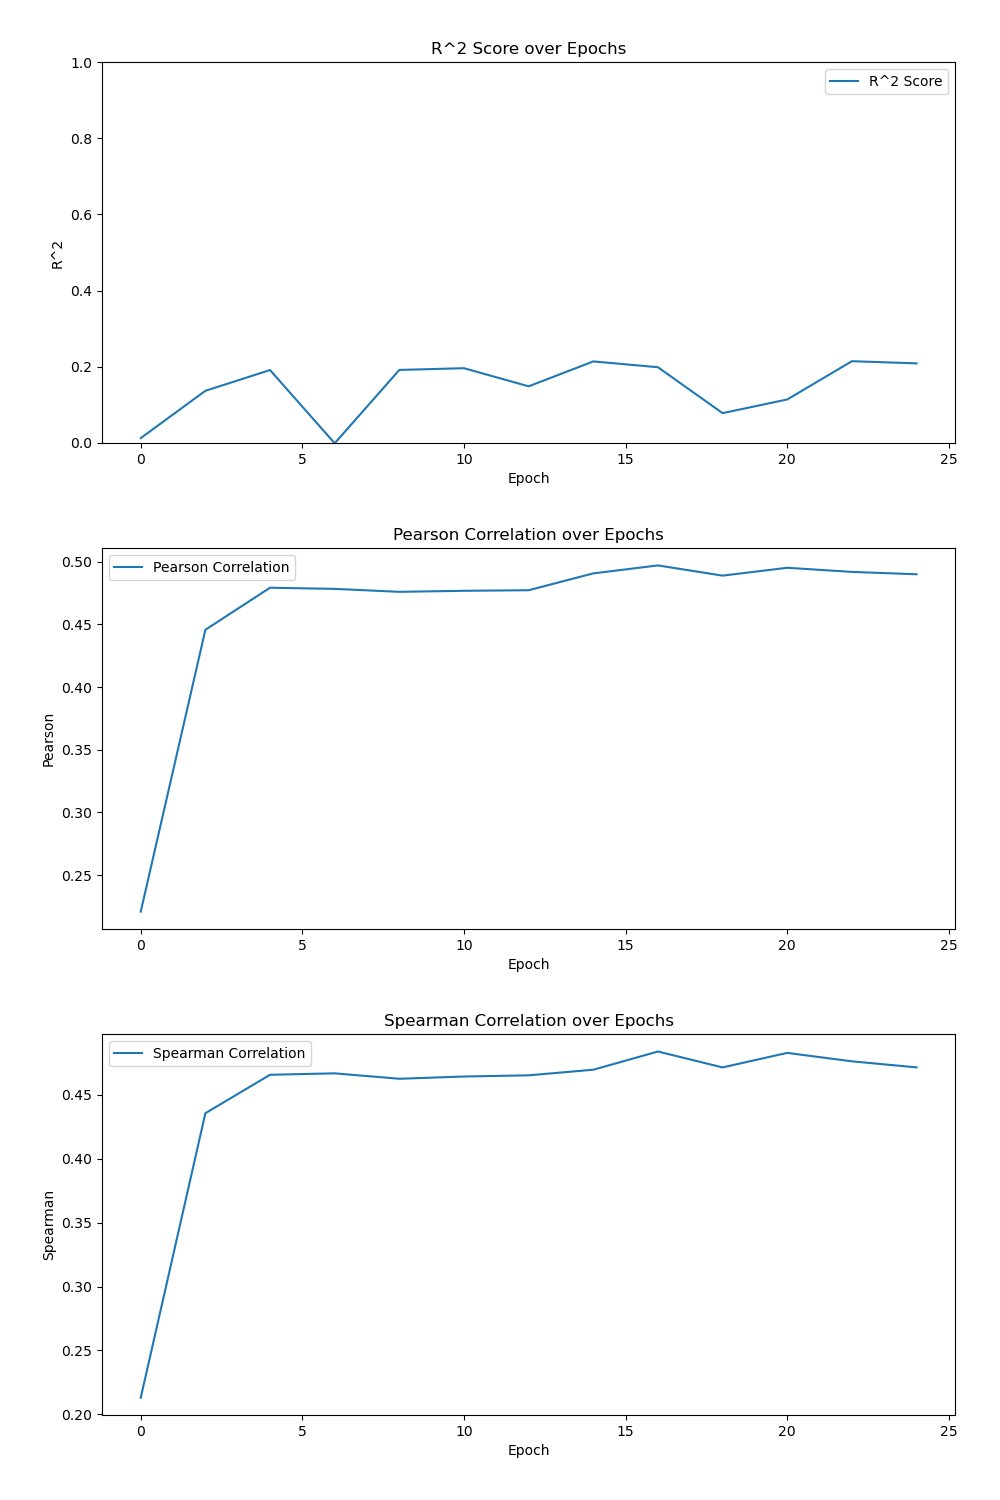 R^2 Score over Epochs
1.0
R^2 Score
0.8
0.6
R^2
0.4
0.2
0.0
0 5 10 15 20 25
Epoch
Pearson Correlation over Epochs
0.50
Pearson Correlation
0.45
0.40
Pearson
0.35
0.30
0.25
0 5 10 15 20 25
Epoch
Spearman Correlation over Epochs
Spearman Correlation
0.45
0.40
0.35
Spearman
0.30
0.25
0.20
0 5 10 15 20 25
Epoch